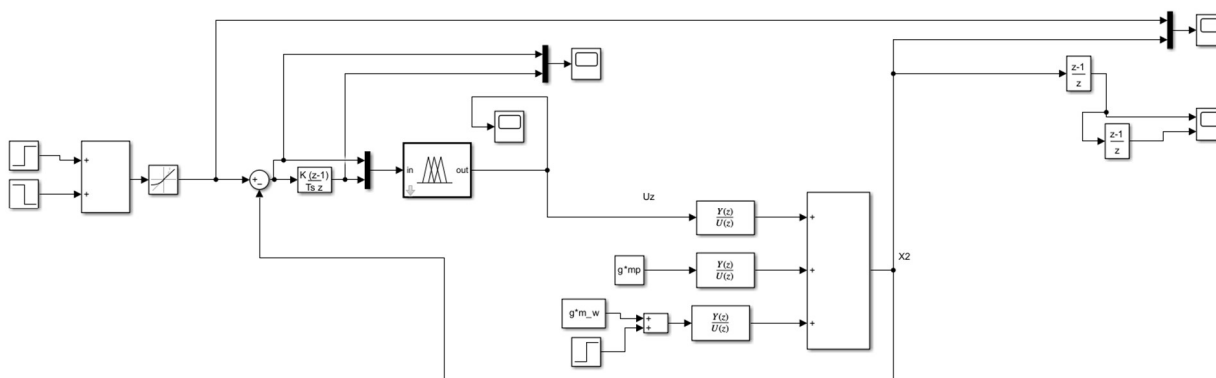 z-1
z
z-1
z
+
+
+
−
K (z-1)
Ts z
in
out
Uz
Y(z)
U(z)
+
g*mp
Y(z)
U(z)
+
X2
g*m_w
+
+
Y(z)
U(z)
+